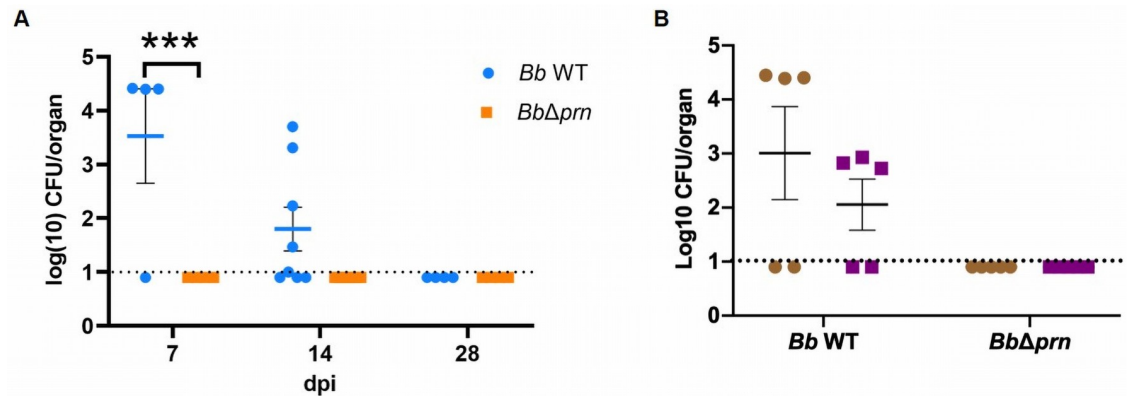 A
B
***
5
4
3
2
1
0
log(10) CFU/organ
7
14
28
dpi
Bb WT
BbΔprn
5
4
3
2
1
0
Log10 CFU/organ
Bb WT
BbΔprn